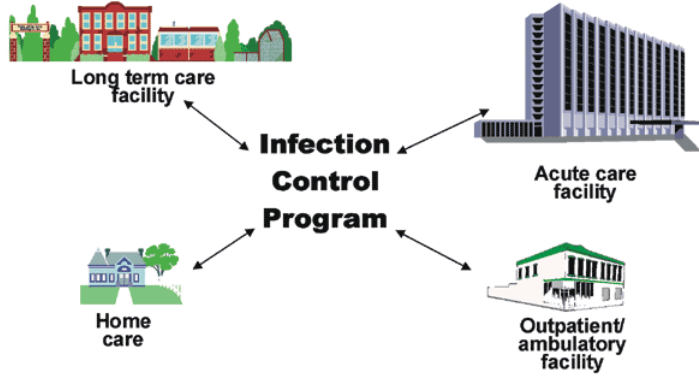 Long term care
facility
Infection
Control
Program
Acute care
facility
Home
care
Outpatient/
ambulatory
facility